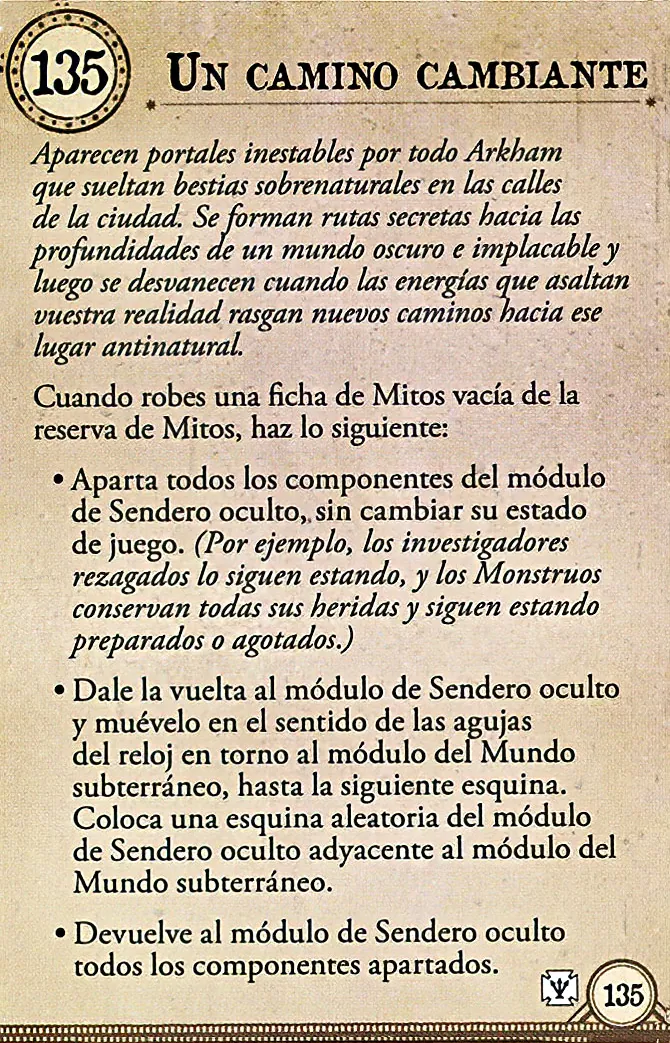 135
UN CAMINO CAMBIANTE
Aparecen portales inestables por todo Arkham
que sueltan bestias sobrenaturales en las calles
de la ciudad. Se forman rutas secretas hacia las
profundidades de un mundo oscuro e implacable y
luego se desvanecen cuando las energías que asaltan
vuestra realidad rasgan nuevos caminos hacia ese
lugar antinatural.
Cuando robes una ficha de Mitos vacía de la
reserva de Mitos, haz lo siguiente:
• Aparta todos los componentes del módulo
de Sendero oculto, sin cambiar su estado
de juego. (Por ejemplo, los investigadores
rezagados lo siguen estando, y los Monstruos
conservan todas sus heridas y siguen estando
preparados o agotados.)
• Dale la vuelta al módulo de Sendero oculto
y muévelo en el sentido de las agujas
del reloj en torno al módulo del Mundo
subterráneo, hasta la siguiente esquina.
Coloca una esquina aleatoria del módulo
de Sendero oculto adyacente al módulo del
Mundo subterráneo.
• Devuelve al módulo de Sendero oculto
todos los componentes apartados.
135